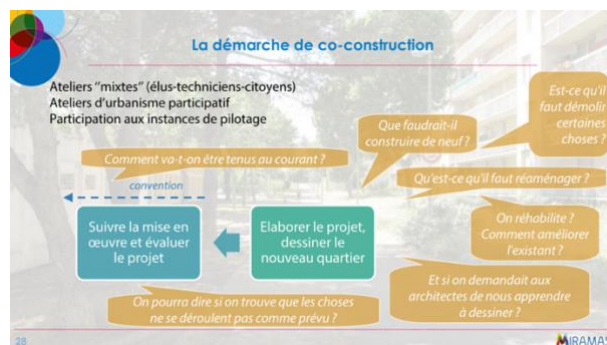 La démarche de co-construction
Ateliers "mixtes" (élus-techniciens-citoyens)
Ateliers d'urbanisme participatif
Participation aux instances de pilotage
Est-ce qu'il
faut démolir
certaines
choses ?
Que faudrait-il
construire de neuf ?
Comment va-t-on être tenus au courant ?
Qu'est-ce qu'il faut réaménager ?
convention
Suivre la mise en
œuvre et évaluer
le projet
Elaborer le projet,
dessiner le
nouveau quartier
On réhabilite ?
Comment améliorer
l'existant ?
Et si on demandait aux
architectes de nous apprendre
à dessiner ?
On pourra dire si on trouve que les choses
ne se déroulent pas comme prévu ?
28
MIRAMAS